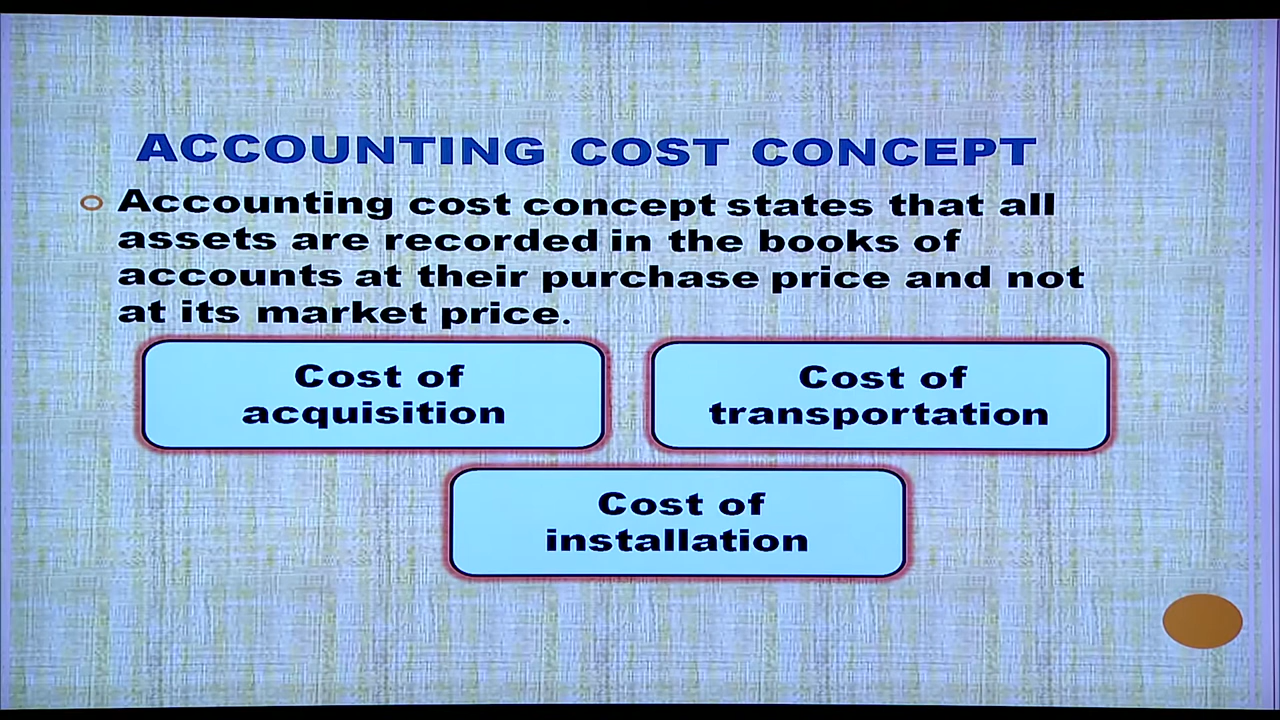 ACCOUNTING COST CONCEPT
Accounting cost concept states that all
assets are recorded in the books of
accounts at their purchase price and not
at its market price.
Cost of
acquisition
Cost of
transportation
Cost of
installation